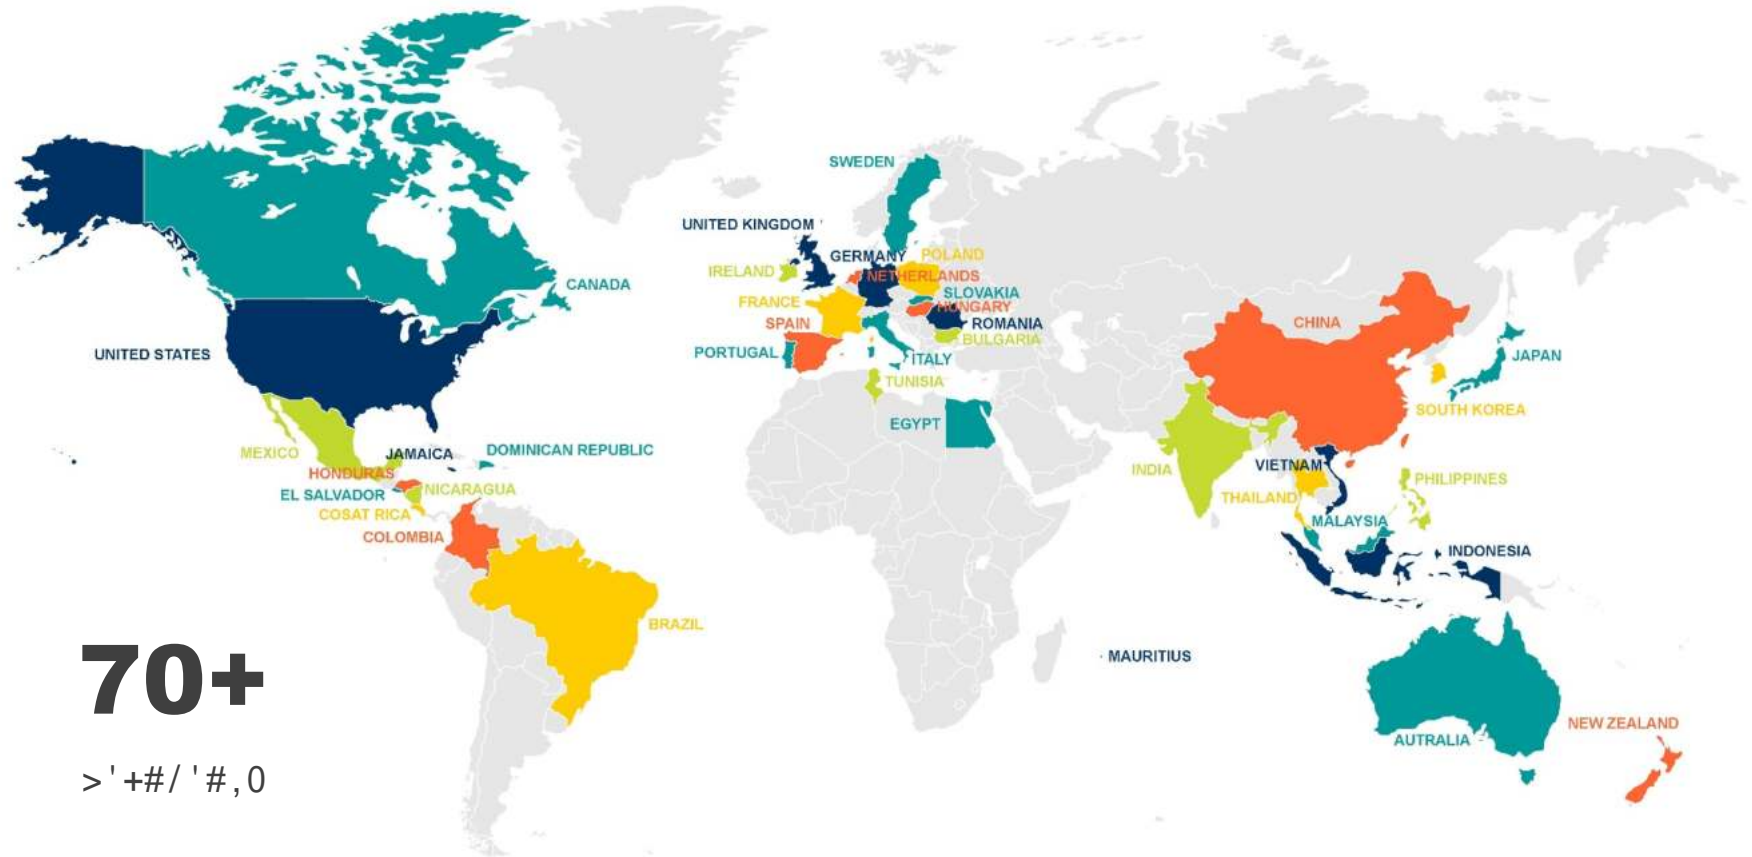 SWEDEN
UNITED KINGDOM
GERMANY
POLAND
IRELAND
NETHERLANDS
CANADA
SLOVAKIA
FRANCE
HUNGARY
SPAIN
ROMANIA
CHINA
BULGARIA
UNITED STATES
PORTUGAL
ITALY
JAPAN
TUNISIA
SOUTH KOREA
EGYPT
MEXICO
JAMAICA
DOMINICAN REPUBLIC
HONDURAS
INDIA
VIETNAM
PHILIPPINES
EL SALVADOR
NICARAGUA
THAILAND
COSAT RICA
MALAYSIA
COLOMBIA
INDONESIA
BRAZIL
MAURITIUS
70+
NEW ZEALAND
AUTRALIA
>'+#/'#,0